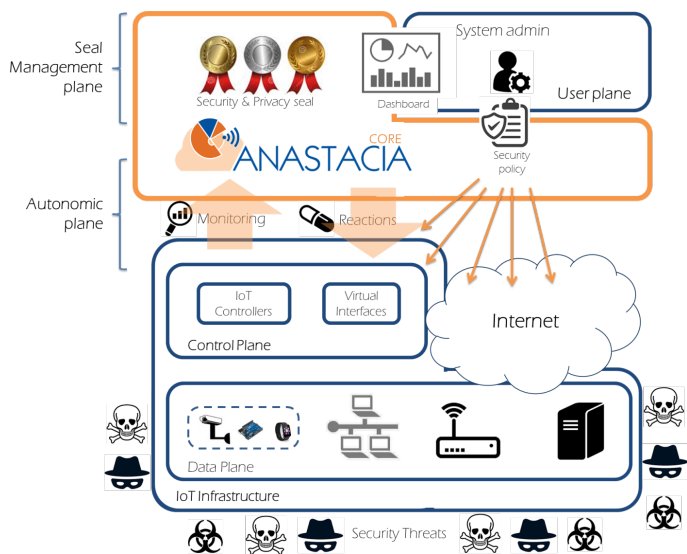 Seal
Management
plane
System admin
User plane
Security & Privacy seal
Dashboard
CORE
ANASTACIA
Security
policy
Autonomic
plane
Monitoring
Reactions
IoT
Controllers
Virtual
Interfaces
Internet
Control Plane
Data Plane
IoT Infrastructure
Security Threats